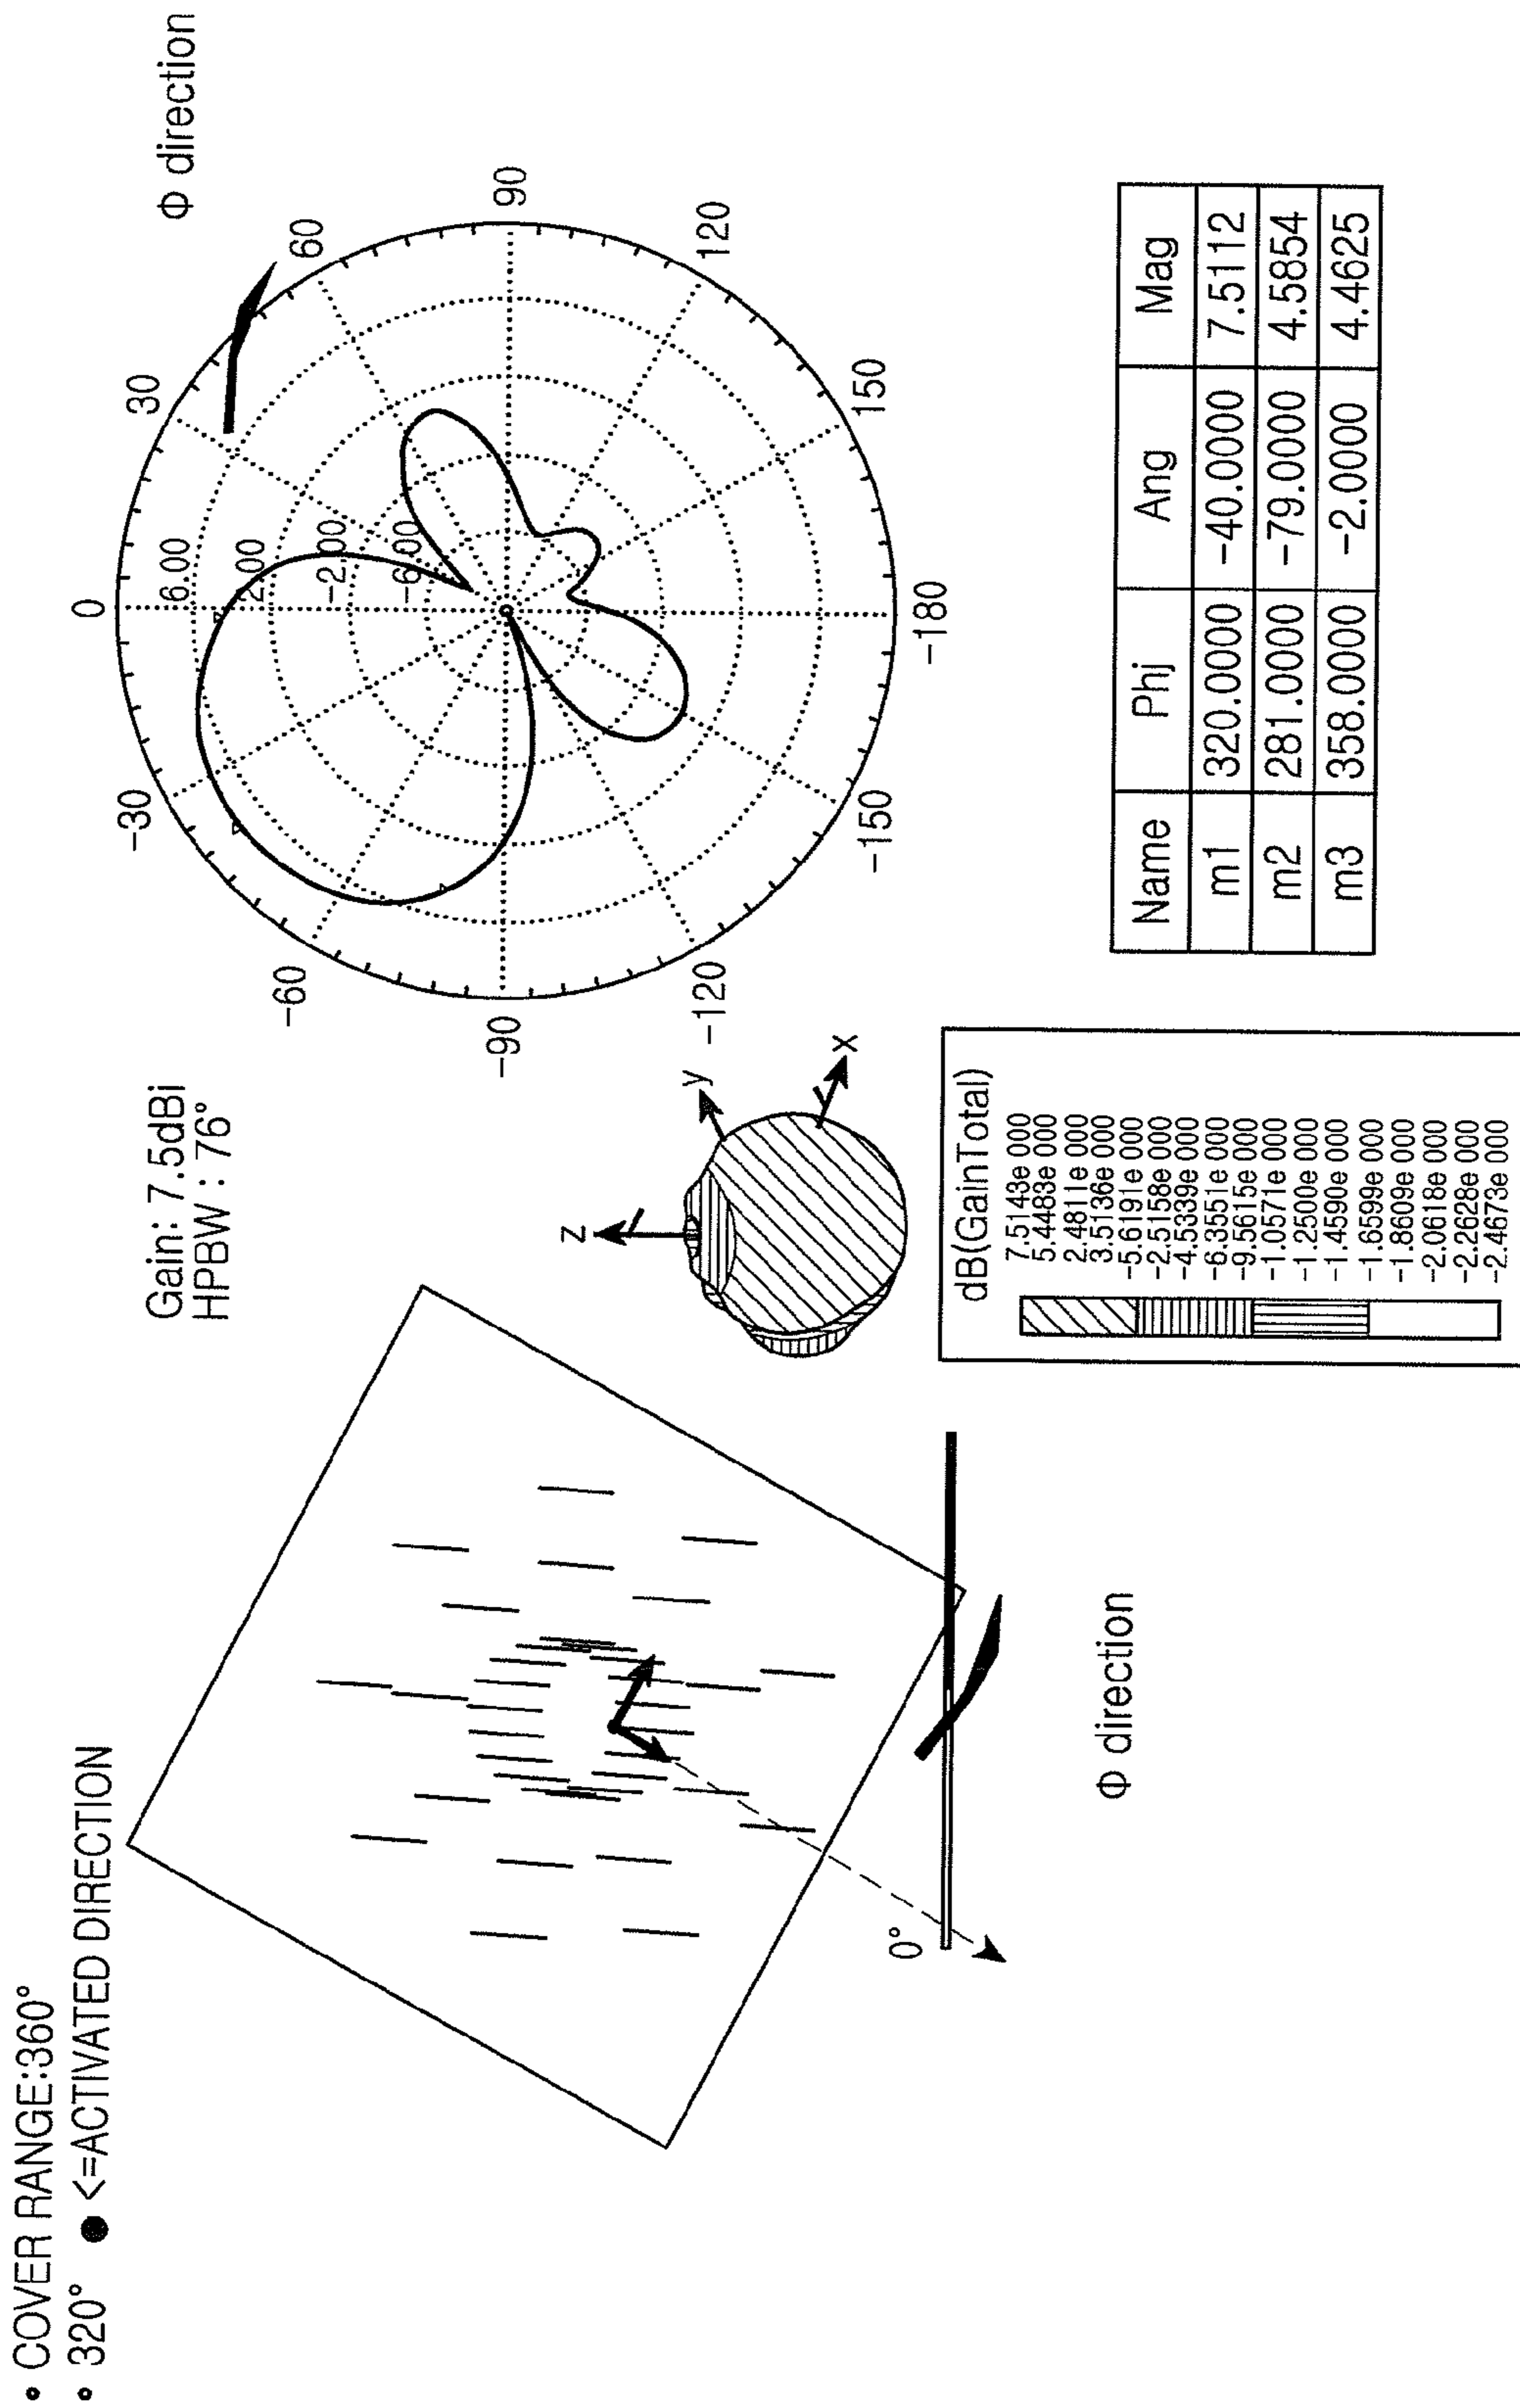 • COVER RANGE:360°
• 320° ● <=ACTIVATED DIRECTION
0°
Φ direction
Gain: 7.5dBi
HPBW : 76°
z
y
x
dB(GainTotal)
7.5143e 000
5.4483e 000
2.4811e 000
3.5136e 000
-5.6191e 000
-2.5158e 000
-4.5339e 000
-6.3551e 000
-9.5615e 000
-1.0571e 000
-1.2500e 000
-1.4590e 000
-1.6599e 000
-1.8609e 000
-2.0618e 000
-2.2628e 000
-2.4673e 000
Φ direction
0
30
60
90
120
150
-180
-150
-120
-90
-60
-30
6.00
2.00
-2.00
-6.00
Name Phj Ang Mag
m1 320.0000 -40.0000 7.5112
m2 281.0000 -79.0000 4.5854
m3 358.0000 -2.0000 4.4625